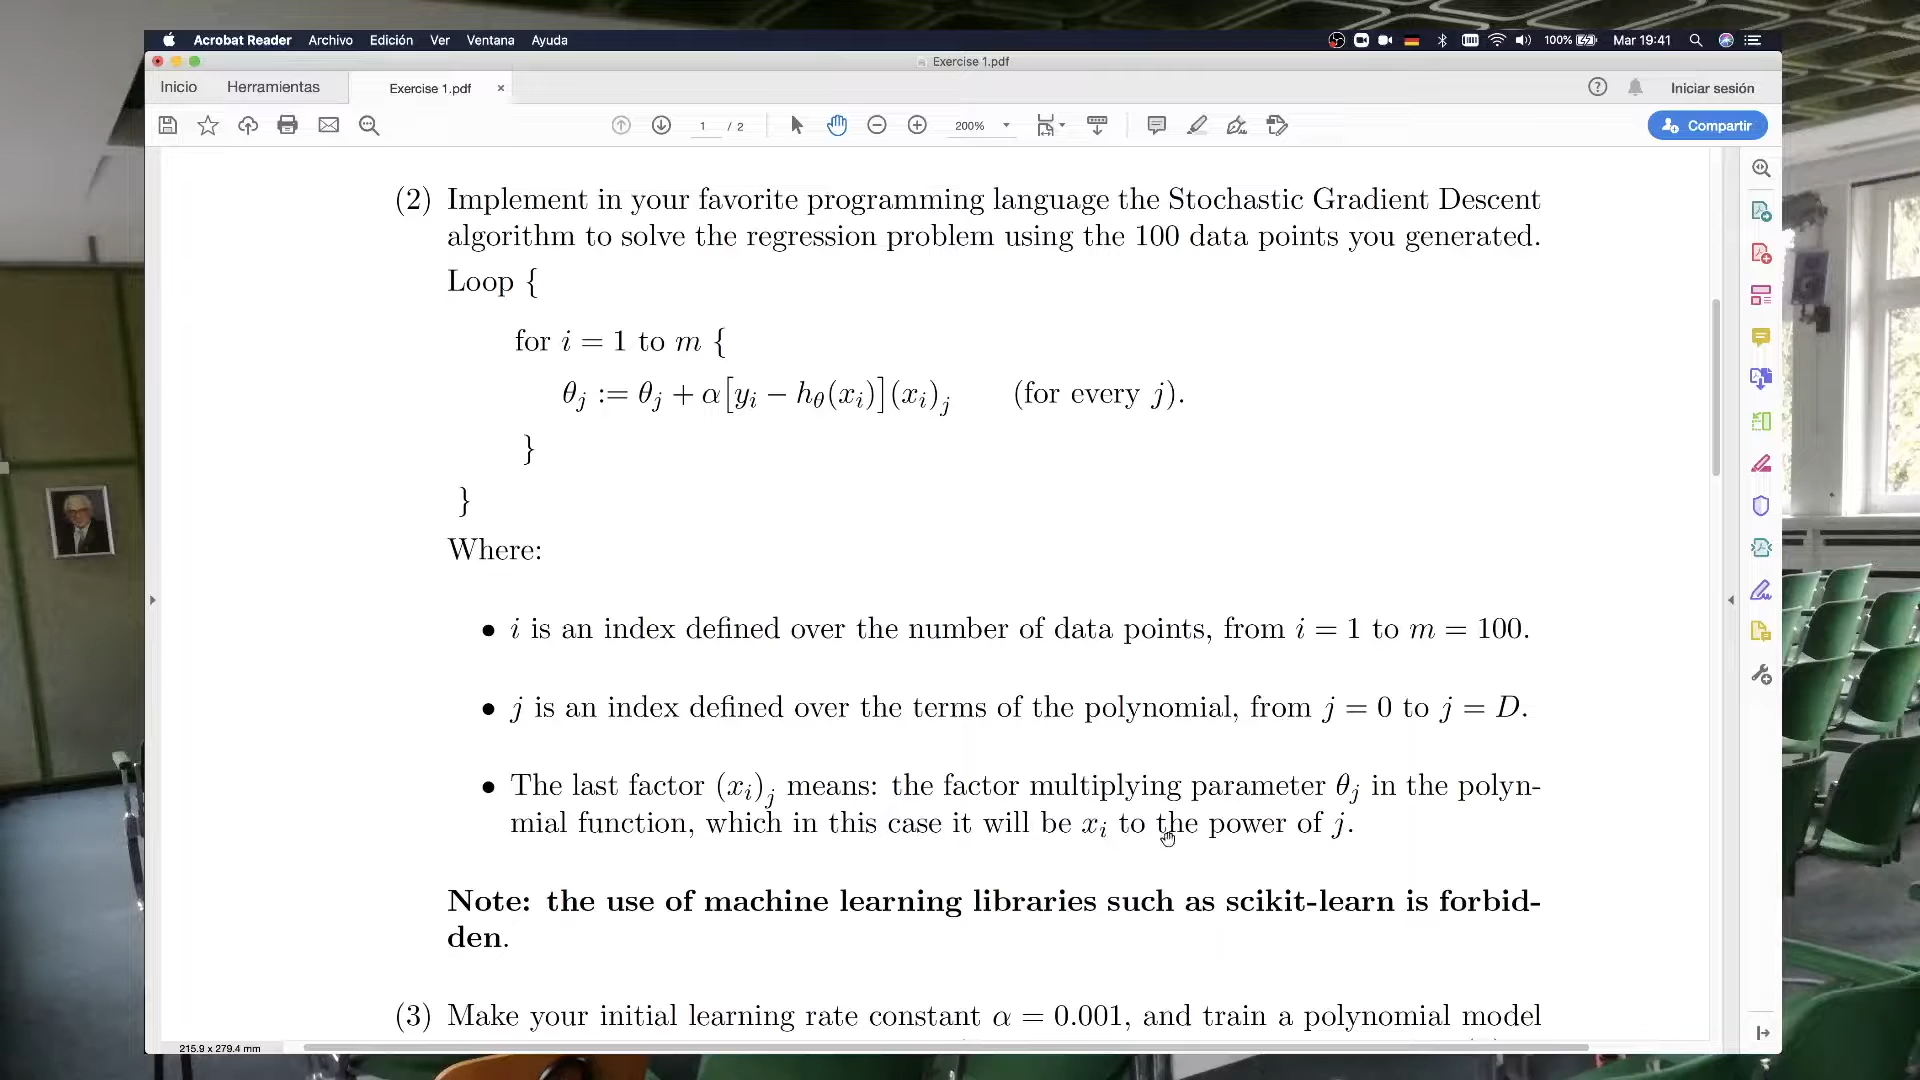 Acrobat Reader Archivo Edición Ver Ventana Ayuda 100% Mar 19:41
Exercise 1.pdf
Inicio Herramientas Exercise 1.pdf × Iniciar sesión
1 / 2 200% Compartir
(2) Implement in your favorite programming language the Stochastic Gradient Descent
algorithm to solve the regression problem using the 100 data points you generated.
Loop {
for i = 1 to m {
θj := θj + α[yi − hθ(xi)](xi)j (for every j).
}
}
Where:
• i is an index defined over the number of data points, from i = 1 to m = 100.
• j is an index defined over the terms of the polynomial, from j = 0 to j = D.
• The last factor (xi)j means: the factor multiplying parameter θj in the polyn-
mial function, which in this case it will be xi to the power of j.
Note: the use of machine learning libraries such as scikit-learn is forbid-
den.
(3) Make your initial learning rate constant α = 0.001, and train a polynomial model
215.9 x 279.4 mm